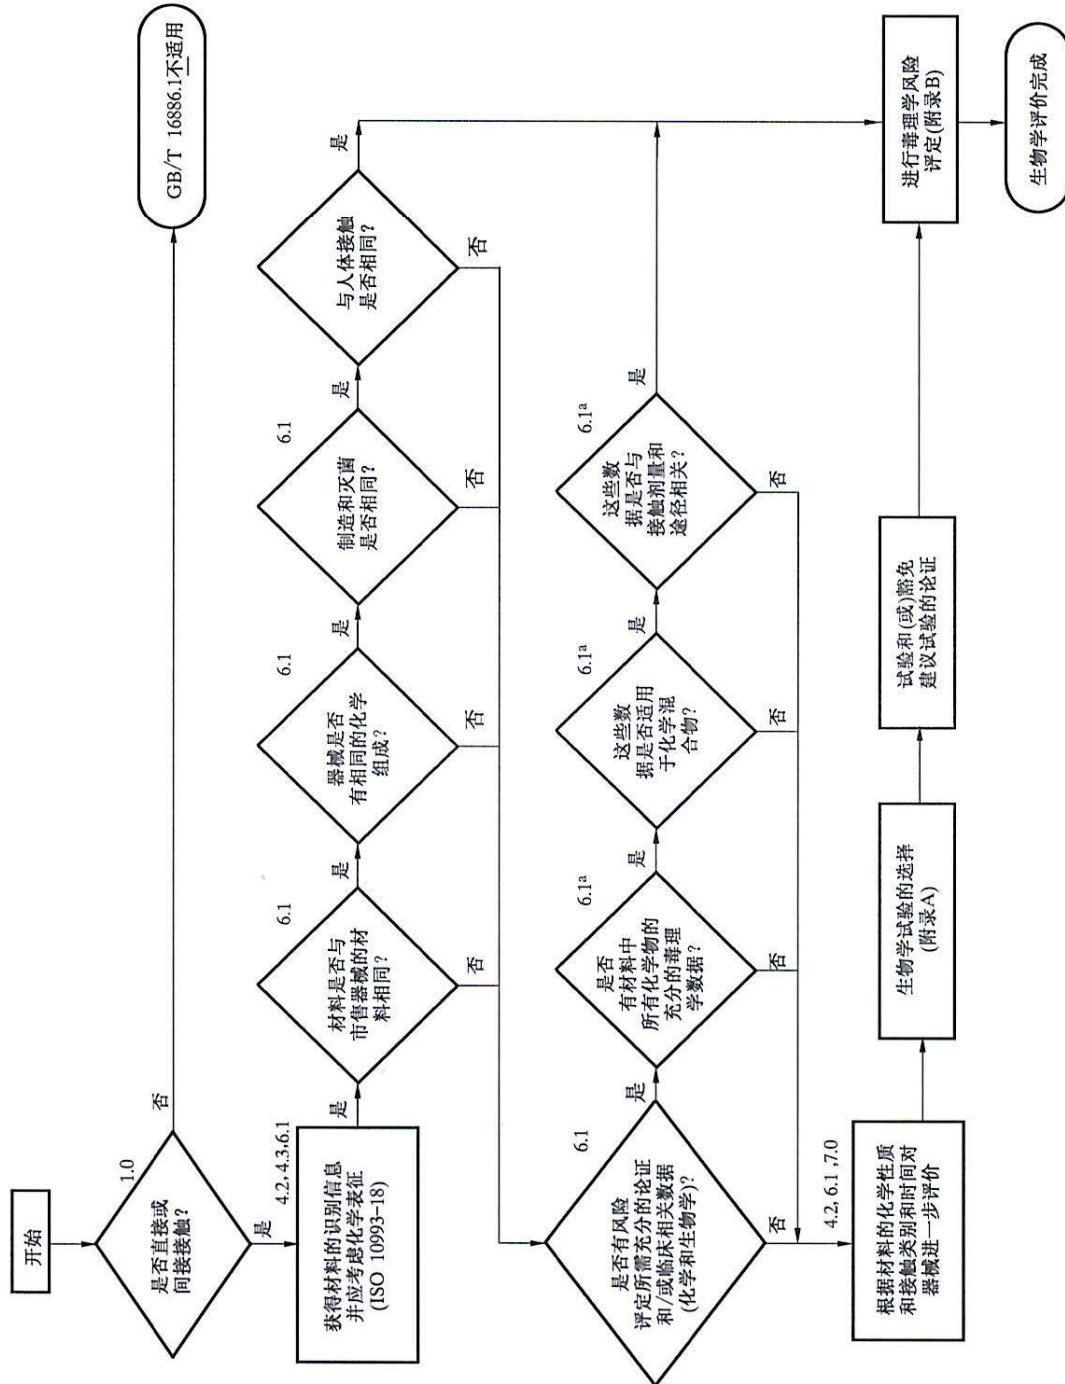 开始
是否直接或
间接接触?
1.0
否
GB/T 16886.1不适用
是
4.2,4.3,6.1
获得材料的识别信息
并应考虑化学表征
(ISO 10993-18)
是
6.1
材料是否与
市售器械的材
料相同?
否
是
6.1
器械是否
有相同的化学
组成?
否
是
6.1
制造和灭菌
是否相同?
否
是
与人体接触
是否相同?
否
是
6.1
是否有风险
评定所需充分的论证
和/或临床相关数据
(化学和生物学)?
否
是
6.1a
是否
有材料中
所有化学物的
充分的毒理
学数据?
否
是
6.1a
这些数
据是否适用
于化学混
合物?
否
是
6.1a
这些数
据是否与
接触剂量和
途径相关?
否
是
4.2, 6.1 ,7.0
根据材料的化学性质
和接触类别和时间对
器械进一步评价
生物学试验的选择
(附录A)
试验和(或)豁免
建议试验的论证
进行毒理学风险
评定(附录B)
生物学评价完成